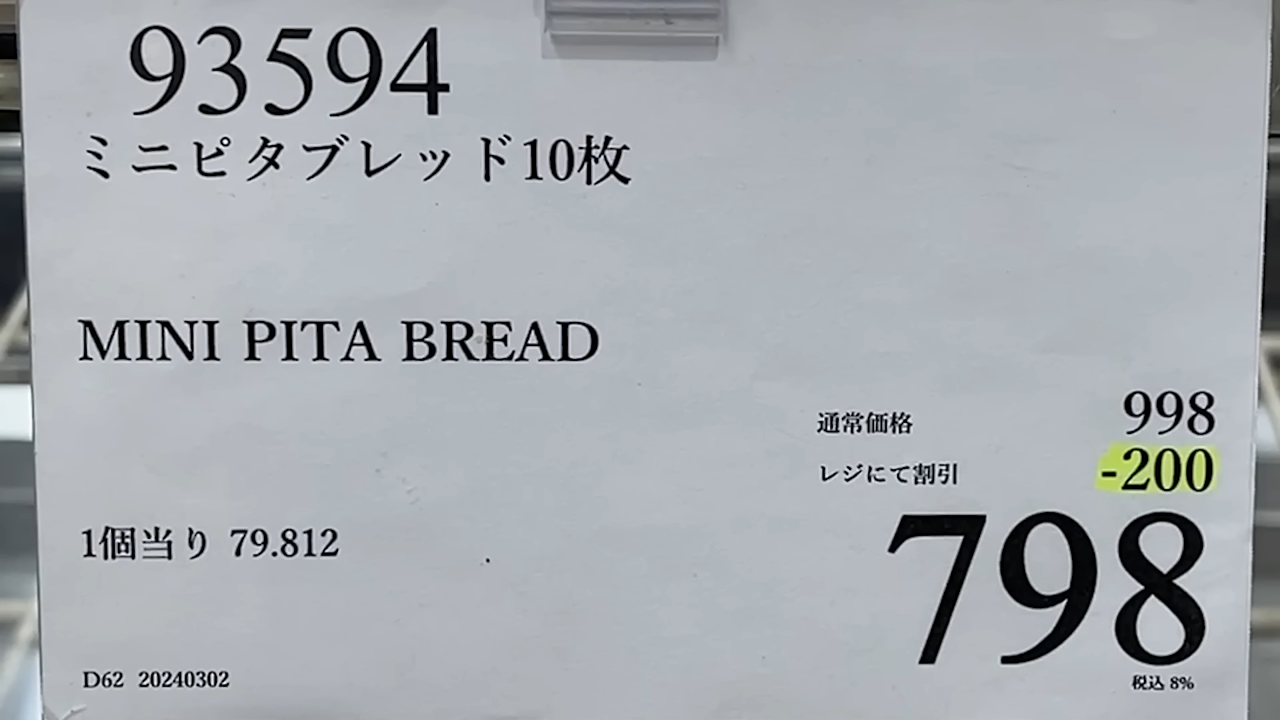 93594
ミニピタブレッド10枚
MINI PITA BREAD
通常価格 998
レジにて割引 -200
798
1個当り 79.812
税込 8%
D62 20240302